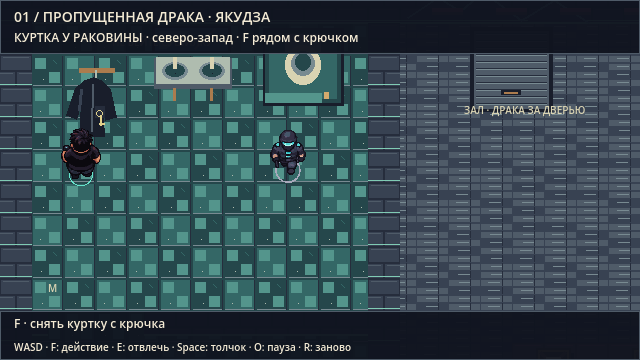 01 / ПРОПУЩЕННАЯ ДРАКА · ЯКУДЗА
КУРТКА У РАКОВИНЫ · северо-запад · F рядом с крючком
ЗАЛ · ДРАКА ЗА ДВЕРЬЮ
M
F · снять куртку с крючка
WASD · F: действие · E: отвлечь · Space: толчок · O: пауза · R: заново